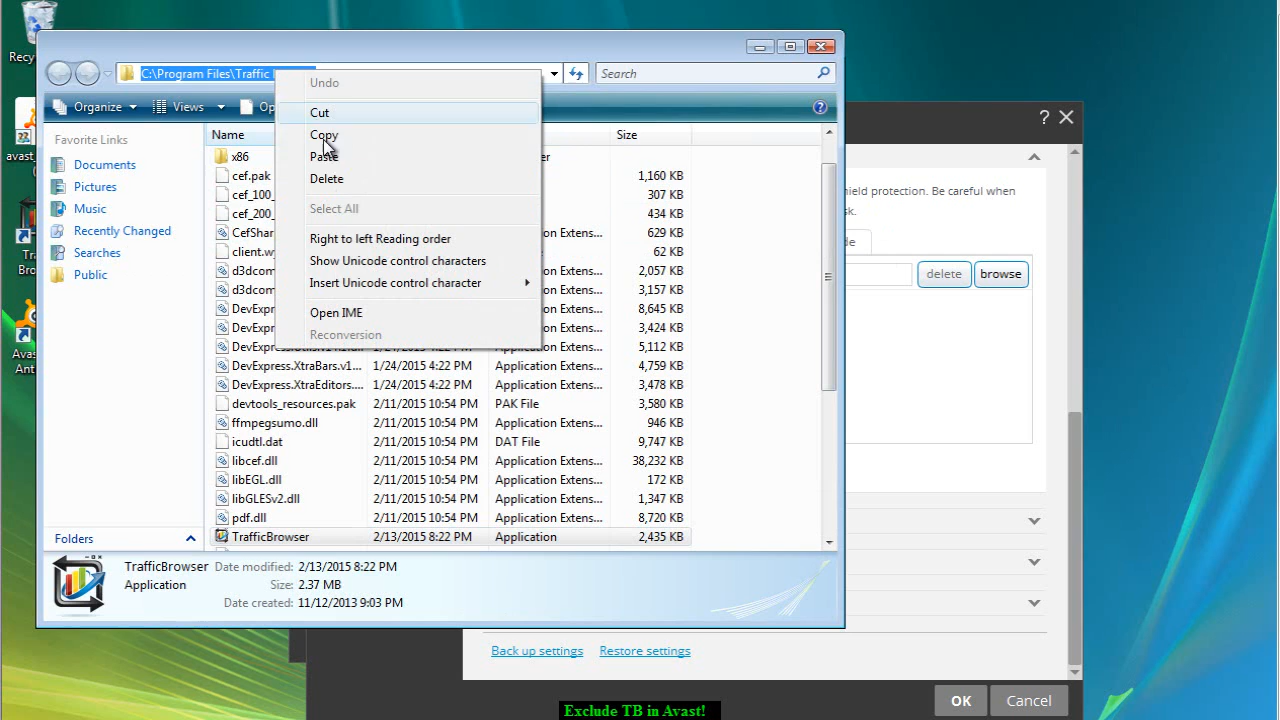 Recy
C:\Program Files\Traffic
Search
Organize
Views
Op
Undo
Cut
Copy
Paste
Delete
Select All
Right to left Reading order
Show Unicode control characters
Insert Unicode control character
Open IME
Reconversion
Favorite Links
Documents
Pictures
Music
Recently Changed
Searches
Public
Folders
Name
Size
x86
er
cef.pak
1,160 KB
cef_100_
307 KB
cef_200_
434 KB
CefShar
Extens...
629 KB
client.wy
62 KB
d3dcom
Extens...
2,057 KB
d3dcom
Extens...
3,157 KB
DevExpr
Extens...
8,645 KB
DevExpr
Extens...
3,424 KB
Extens...
5,112 KB
DevExpress.XtraBars.v1... 1/24/2015 4:22 PM Application Extens... 4,759 KB
DevExpress.XtraEditors.... 1/24/2015 4:22 PM Application Extens... 3,478 KB
devtools_resources.pak 2/11/2015 10:54 PM PAK File 3,580 KB
ffmpegsumo.dll 2/11/2015 10:54 PM Application Extens... 946 KB
icudtl.dat 2/11/2015 10:54 PM DAT File 9,747 KB
libcef.dll 2/11/2015 10:54 PM Application Extens... 38,232 KB
libEGL.dll 2/11/2015 10:54 PM Application Extens... 172 KB
libGLESv2.dll 2/11/2015 10:54 PM Application Extens... 1,347 KB
pdf.dll 2/11/2015 10:54 PM Application Extens... 8,720 KB
TrafficBrowser 2/13/2015 8:22 PM Application 2,435 KB
TrafficBrowser Date modified: 2/13/2015 8:22 PM
Application Size: 2.37 MB
Date created: 11/12/2013 9:03 PM
avast_
Tra
Bro
Avas
Ant
?
hield protection. Be careful when
sk.
de
delete
browse
Back up settings
Restore settings
OK
Cancel
Exclude TB in Avast!